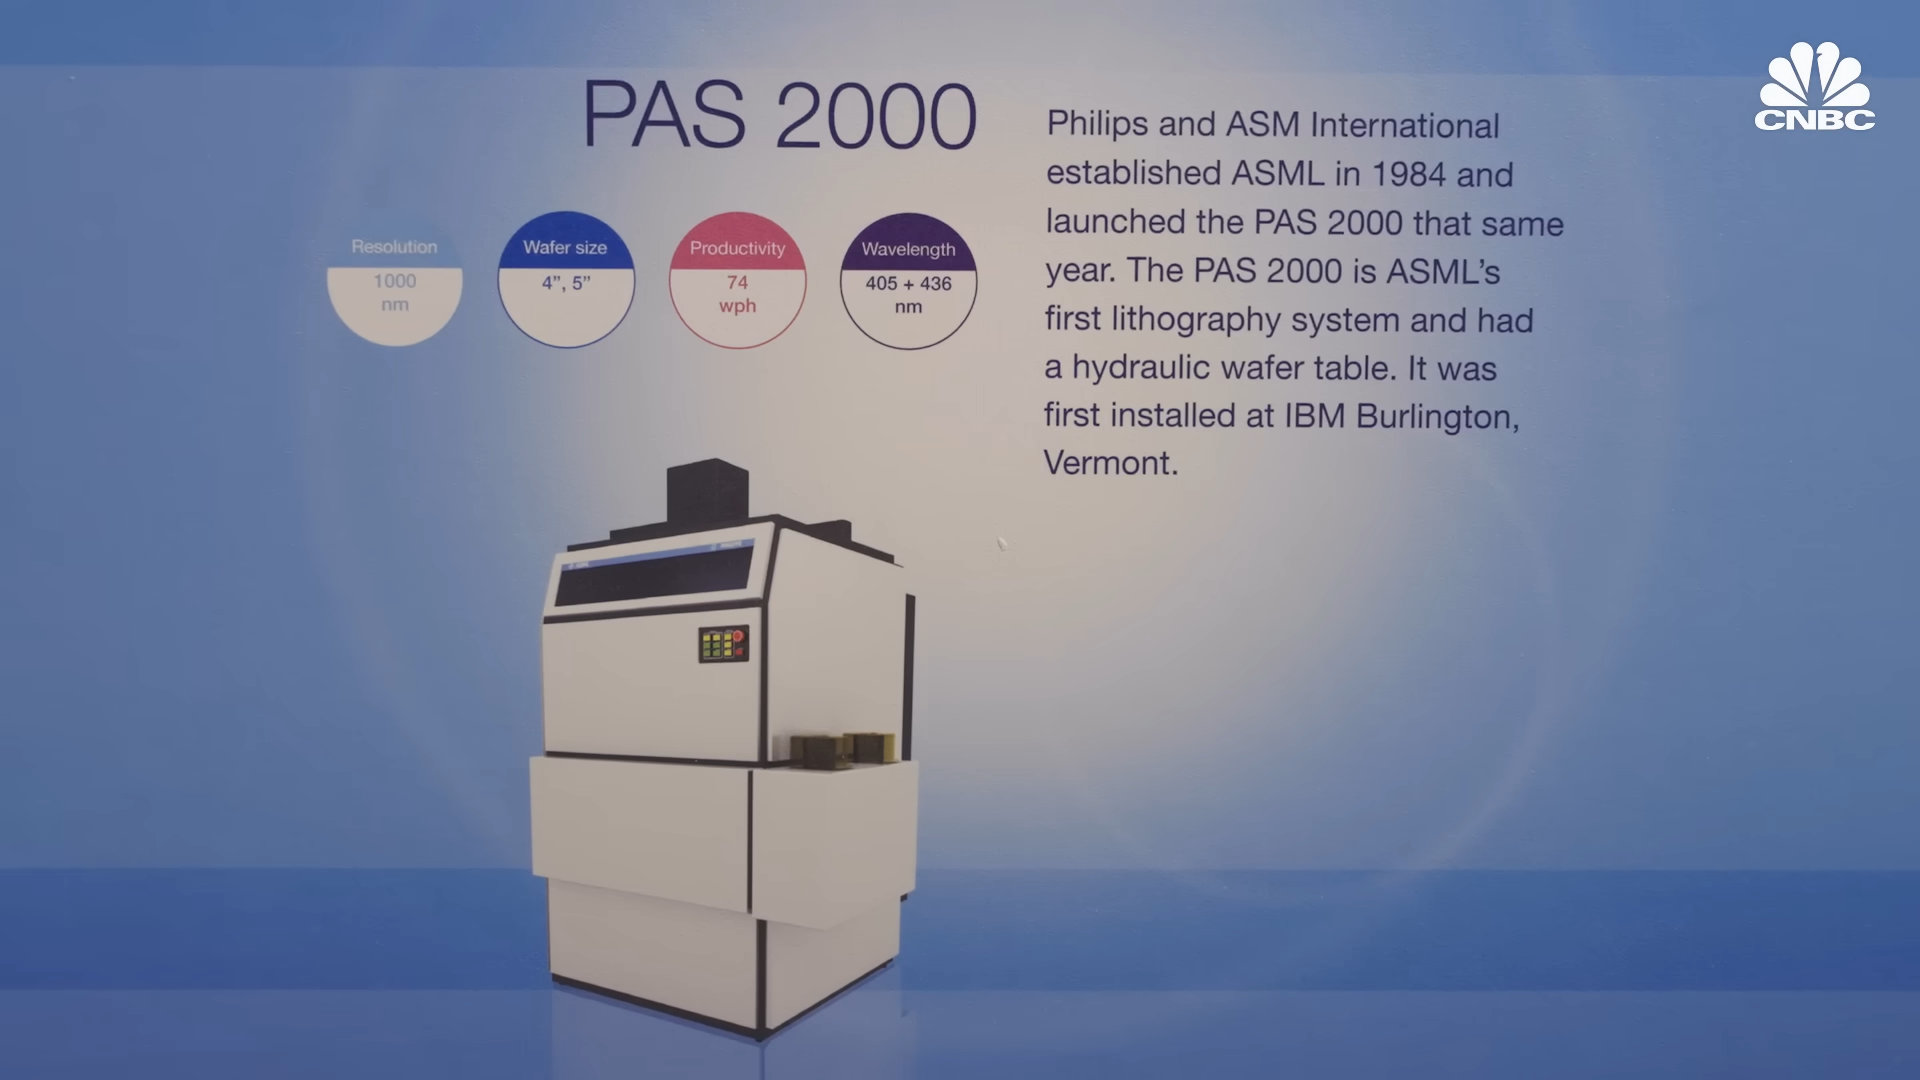 PAS 2000
Resolution
1000
nm
Wafer size
4”, 5”
Productivity
74
wph
Wavelength
405 + 436
nm
Philips and ASM International
established ASML in 1984 and
launched the PAS 2000 that same
year. The PAS 2000 is ASML’s
first lithography system and had
a hydraulic wafer table. It was
first installed at IBM Burlington,
Vermont.
CNBC